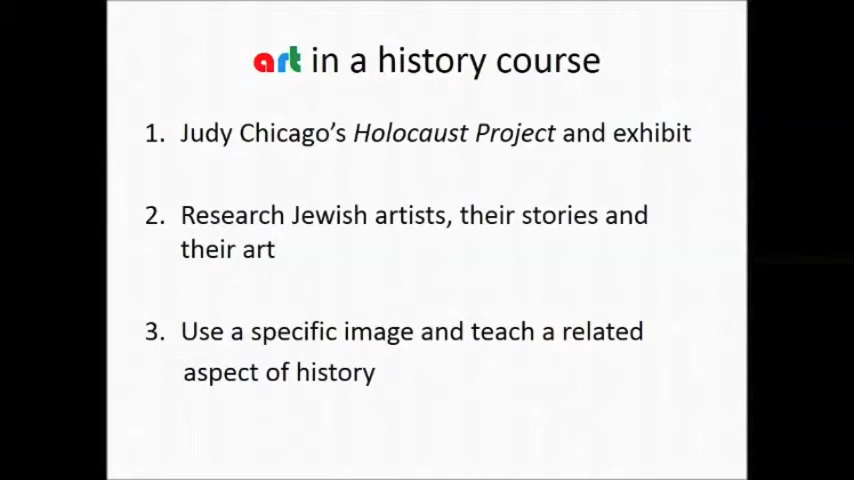 art in a history course
1. Judy Chicago's Holocaust Project and exhibit
2. Research Jewish artists, their stories and
their art
3. Use a specific image and teach a related
aspect of history